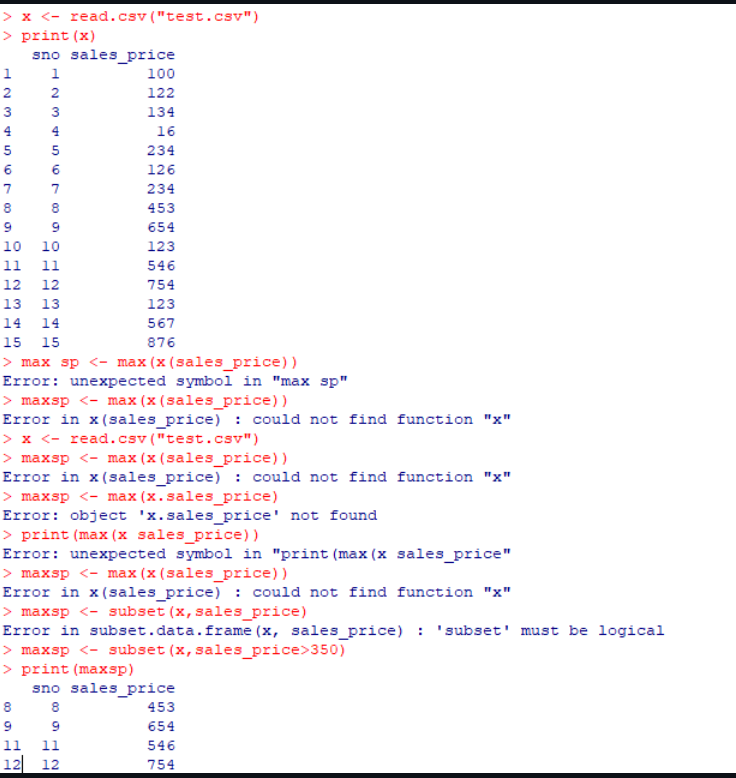 > x <- read.csv("test.csv")
> print(x)
   sno sales_price
1    1         100
2    2         122
3    3         134
4    4          16
5    5         234
6    6         126
7    7         234
8    8         453
9    9         654
10  10         123
11  11         546
12  12         754
13  13         123
14  14         567
15  15         876
> max sp <- max(x(sales_price))
Error: unexpected symbol in "max sp"
> maxsp <- max(x(sales_price))
Error in x(sales_price) : could not find function "x"
> x <- read.csv("test.csv")
> maxsp <- max(x(sales_price))
Error in x(sales_price) : could not find function "x"
> maxsp <- max(x.sales_price)
Error: object 'x.sales_price' not found
> print(max(x sales_price))
Error: unexpected symbol in "print(max(x sales_price"
> maxsp <- max(x(sales_price))
Error in x(sales_price) : could not find function "x"
> maxsp <- subset(x,sales_price)
Error in subset.data.frame(x, sales_price) : 'subset' must be logical
> maxsp <- subset(x,sales_price>350)
> print(maxsp)
   sno sales_price
8    8         453
9    9         654
11  11         546
12  12         754